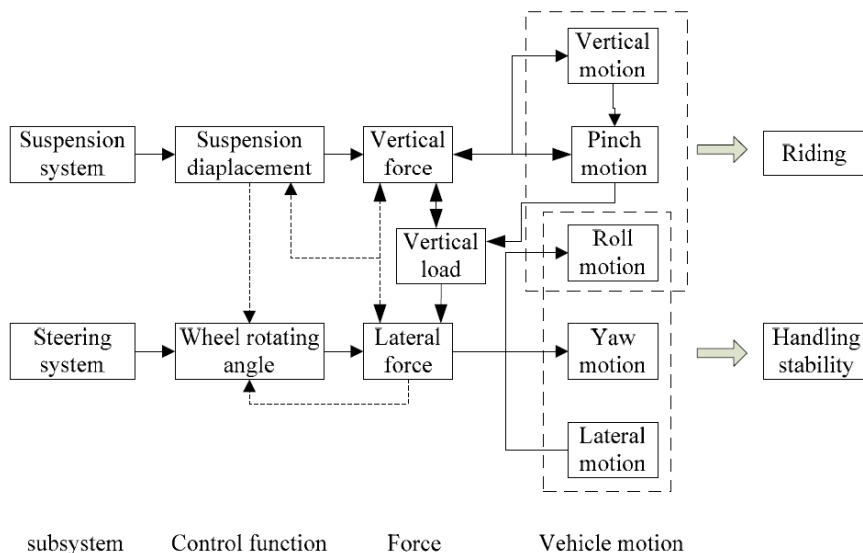 Vertical
motion
Suspension
system
Suspension
diaplacement
Vertical
force
Pinch
motion
Riding
Vertical
load
Roll
motion
Steering
system
Wheel rotating
angle
Lateral
force
Yaw
motion
Handling
stability
Lateral
motion
subsystem
Control function
Force
Vehicle motion